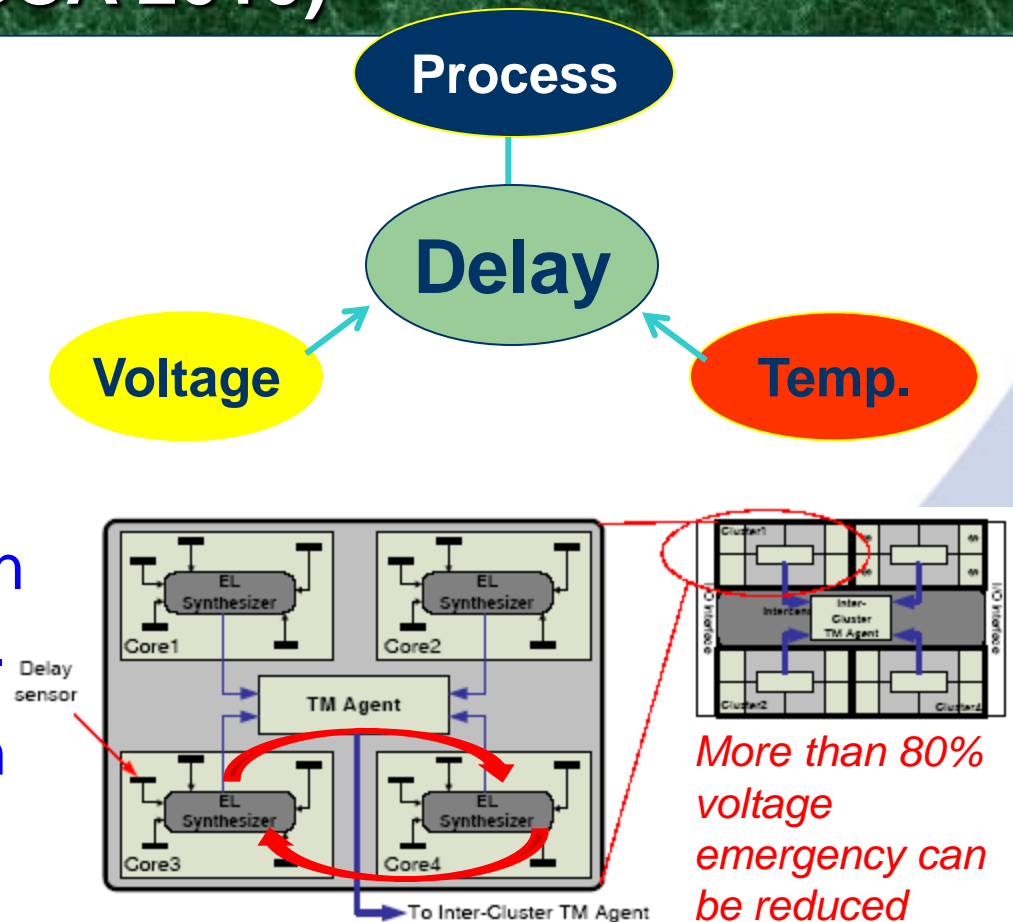 2010)
Process
Delay
Voltage
Temp.
Delay
sensor
EL
Synthesizer
Core1
EL
Synthesizer
Core2
TM Agent
EL
Synthesizer
Core3
EL
Synthesizer
Core4
To Inter-Cluster TM Agent
Cluster1
I/O Interface
Inter-
Cluster
TM Agent
I/O Interface
Cluster2
Cluster4
More than 80%
voltage
emergency can
be reduced